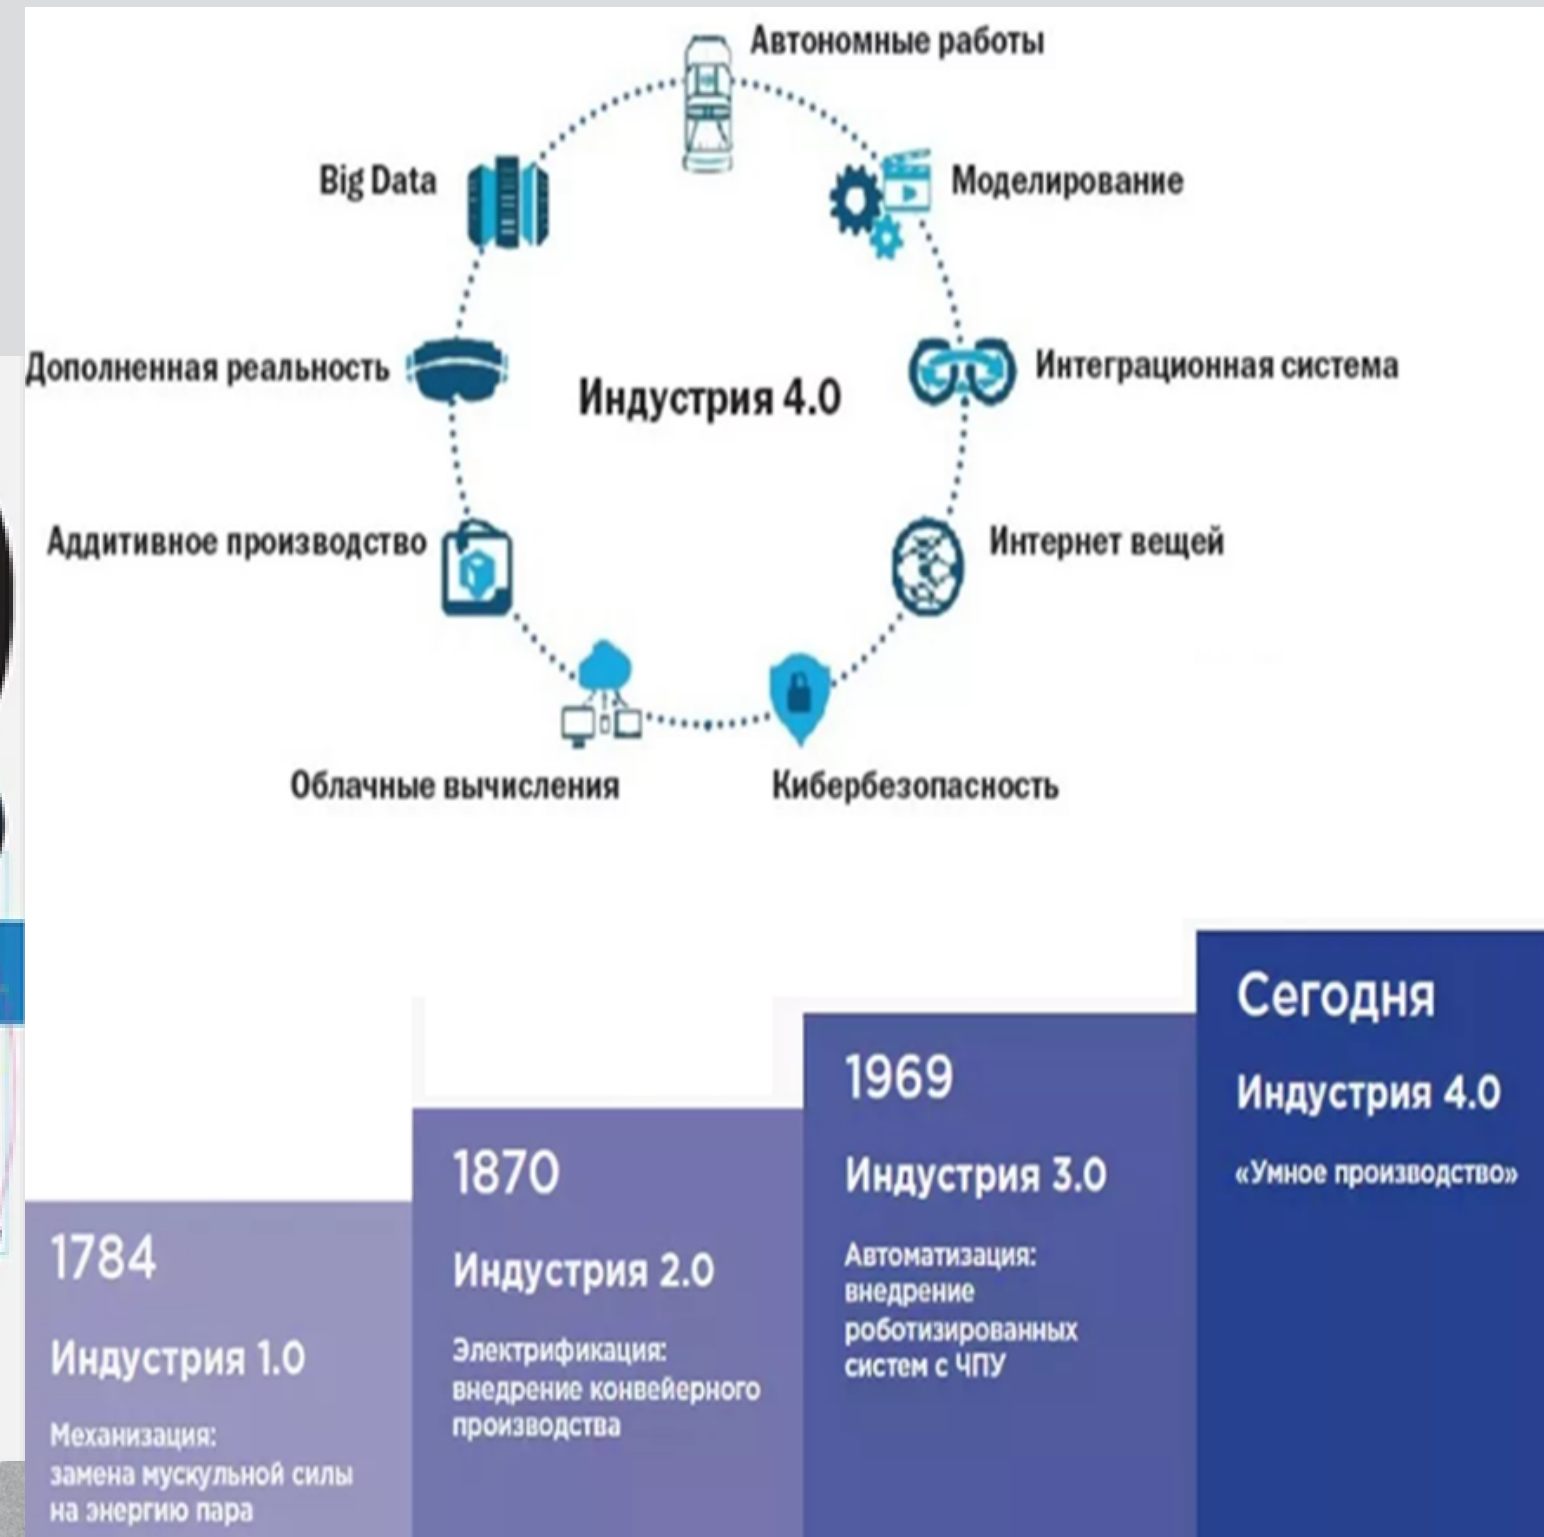 Автономные работы
Big Data
Моделирование
Дополненная реальность
Индустрия 4.0
Интеграционная система
Аддитивное производство
Интернет вещей
Облачные вычисления
Кибербезопасность
1784
Индустрия 1.0
Механизация:
замена мускульной силы
на энергию пара
1870
Индустрия 2.0
Электрификация:
внедрение конвейерного
производства
1969
Индустрия 3.0
Автоматизация:
внедрение
роботизированных
систем с ЧПУ
Сегодня
Индустрия 4.0
«Умное производство»